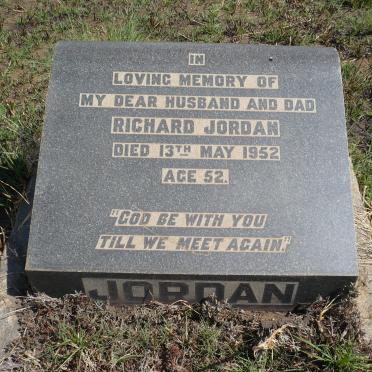 IN
LOVING MEMORY OF
MY DEAR HUSBAND AND DAD
RICHARD JORDAN
DIED 13TH MAY 1952
AGE 52.
"GOD BE WITH YOU
TILL WE MEET AGAIN."
JORDAN